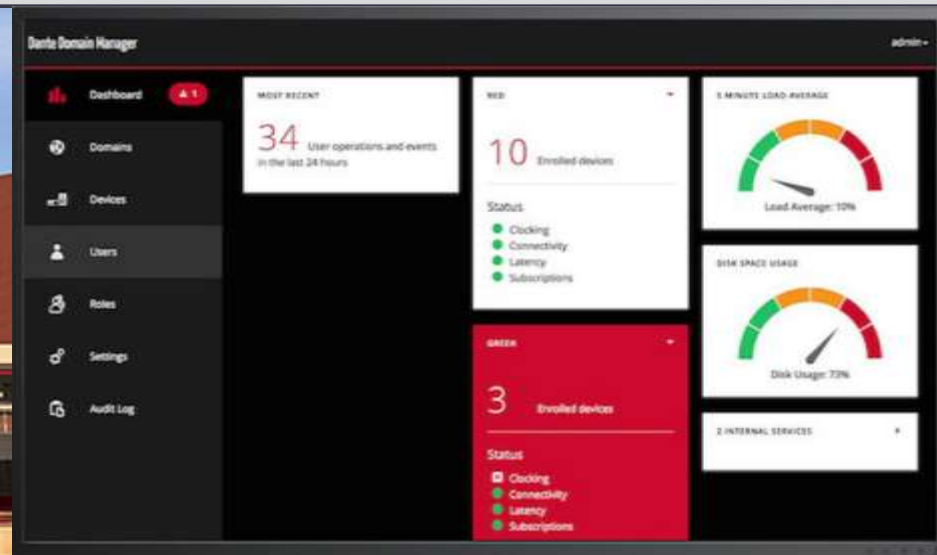 Dante Domain Manager
admin
Dashboard
1
Domains
Devices
Users
Roles
Settings
Audit Log
MOST RECENT
34 User operations and events
in the last 24 hours
RED
10 Enrolled devices
Status
Clocking
Connectivity
Latency
Subscriptions
GREEN
3 Enrolled devices
Status
Clocking
Connectivity
Latency
Subscriptions
5 MINUTE LOAD-AVERAGE
Load Average: 10%
DISK SPACE USAGE
Disk Usage: 73%
2 INTERNAL SERVICES